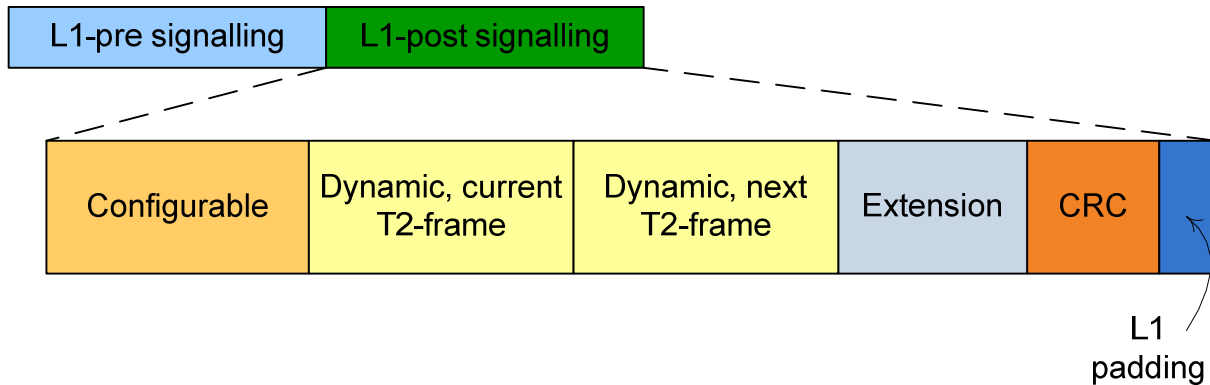 L1-pre signalling
L1-post signalling
Configurable
Dynamic, current
T2-frame
Dynamic, next
T2-frame
Extension
CRC
L1
padding